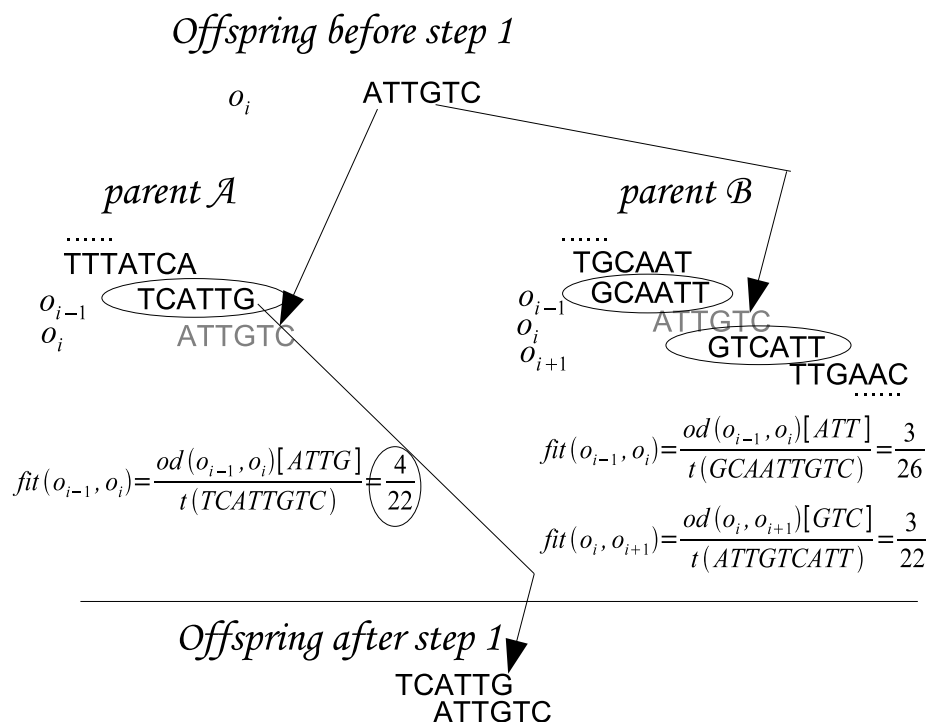 Offspring before step 1
o_i
ATTGTC
parent A
......
TTTATCA
o_{i-1} TCATTG
o_i ATTGTC
parent B
......
TGCAAT
o_{i-1} GCAATT
o_i ATTGTC
o_{i+1} GTCATT
TTGAAC
......
fit(o_{i-1}, o_i)=od(o_{i-1}, o_i)[ATTG]/t(TCATTGTC)=4/22
fit(o_{i-1}, o_i)=od(o_{i-1}, o_i)[ATT]/t(GCAATTGTC)=3/26
fit(o_i, o_{i+1})=od(o_i, o_{i+1})[GTC]/t(ATTGTCATT)=3/22
Offspring after step 1
TCATTG
ATTGTC